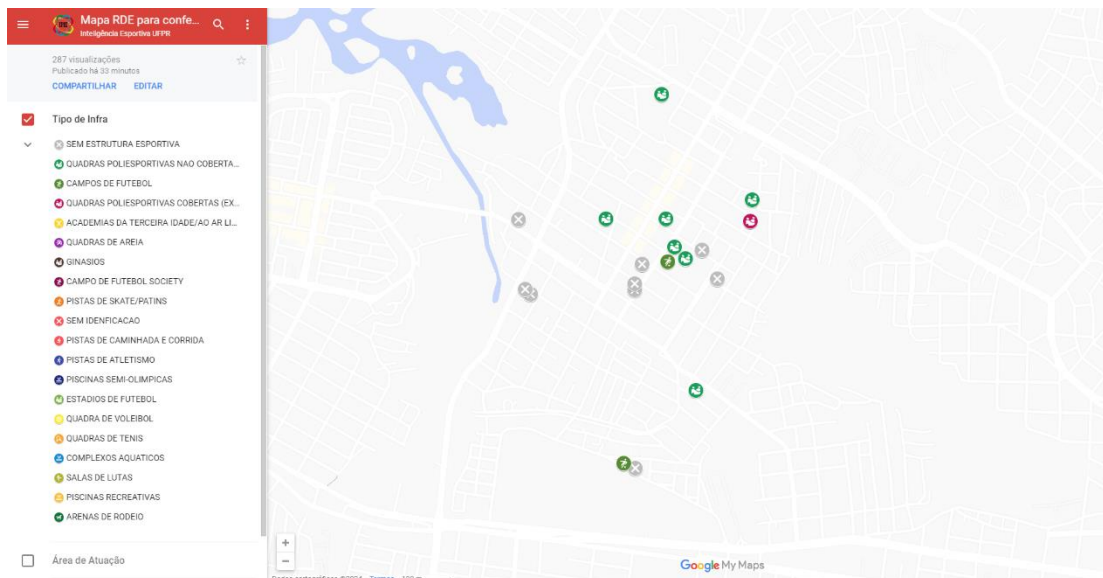 Mapa RDE para confe...
Inteligência Esportiva UFPR
287 visualizações
Publicado há 33 minutos
COMPARTILHAR EDITAR
Tipo de Infra
SEM ESTRUTURA ESPORTIVA
QUADRAS POLIESPORTIVAS NAO COBERTA...
CAMPOS DE FUTEBOL
QUADRAS POLIESPORTIVAS COBERTAS (EX...
ACADEMIAS DA TERCEIRA IDADE/AO AR LI...
QUADRAS DE AREIA
GINASIOS
CAMPO DE FUTEBOL SOCIETY
PISTAS DE SKATE/PATINS
SEM IDENFICACAO
PISTAS DE CAMINHADA E CORRIDA
PISTAS DE ATLETISMO
PISCINAS SEMI-OLIMPICAS
ESTADIOS DE FUTEBOL
QUADRA DE VOLEIBOL
QUADRAS DE TENIS
COMPLEXOS AQUATICOS
SALAS DE LUTAS
PISCINAS RECREATIVAS
ARENAS DE RODEIO
Área de Atuação
Google My Maps